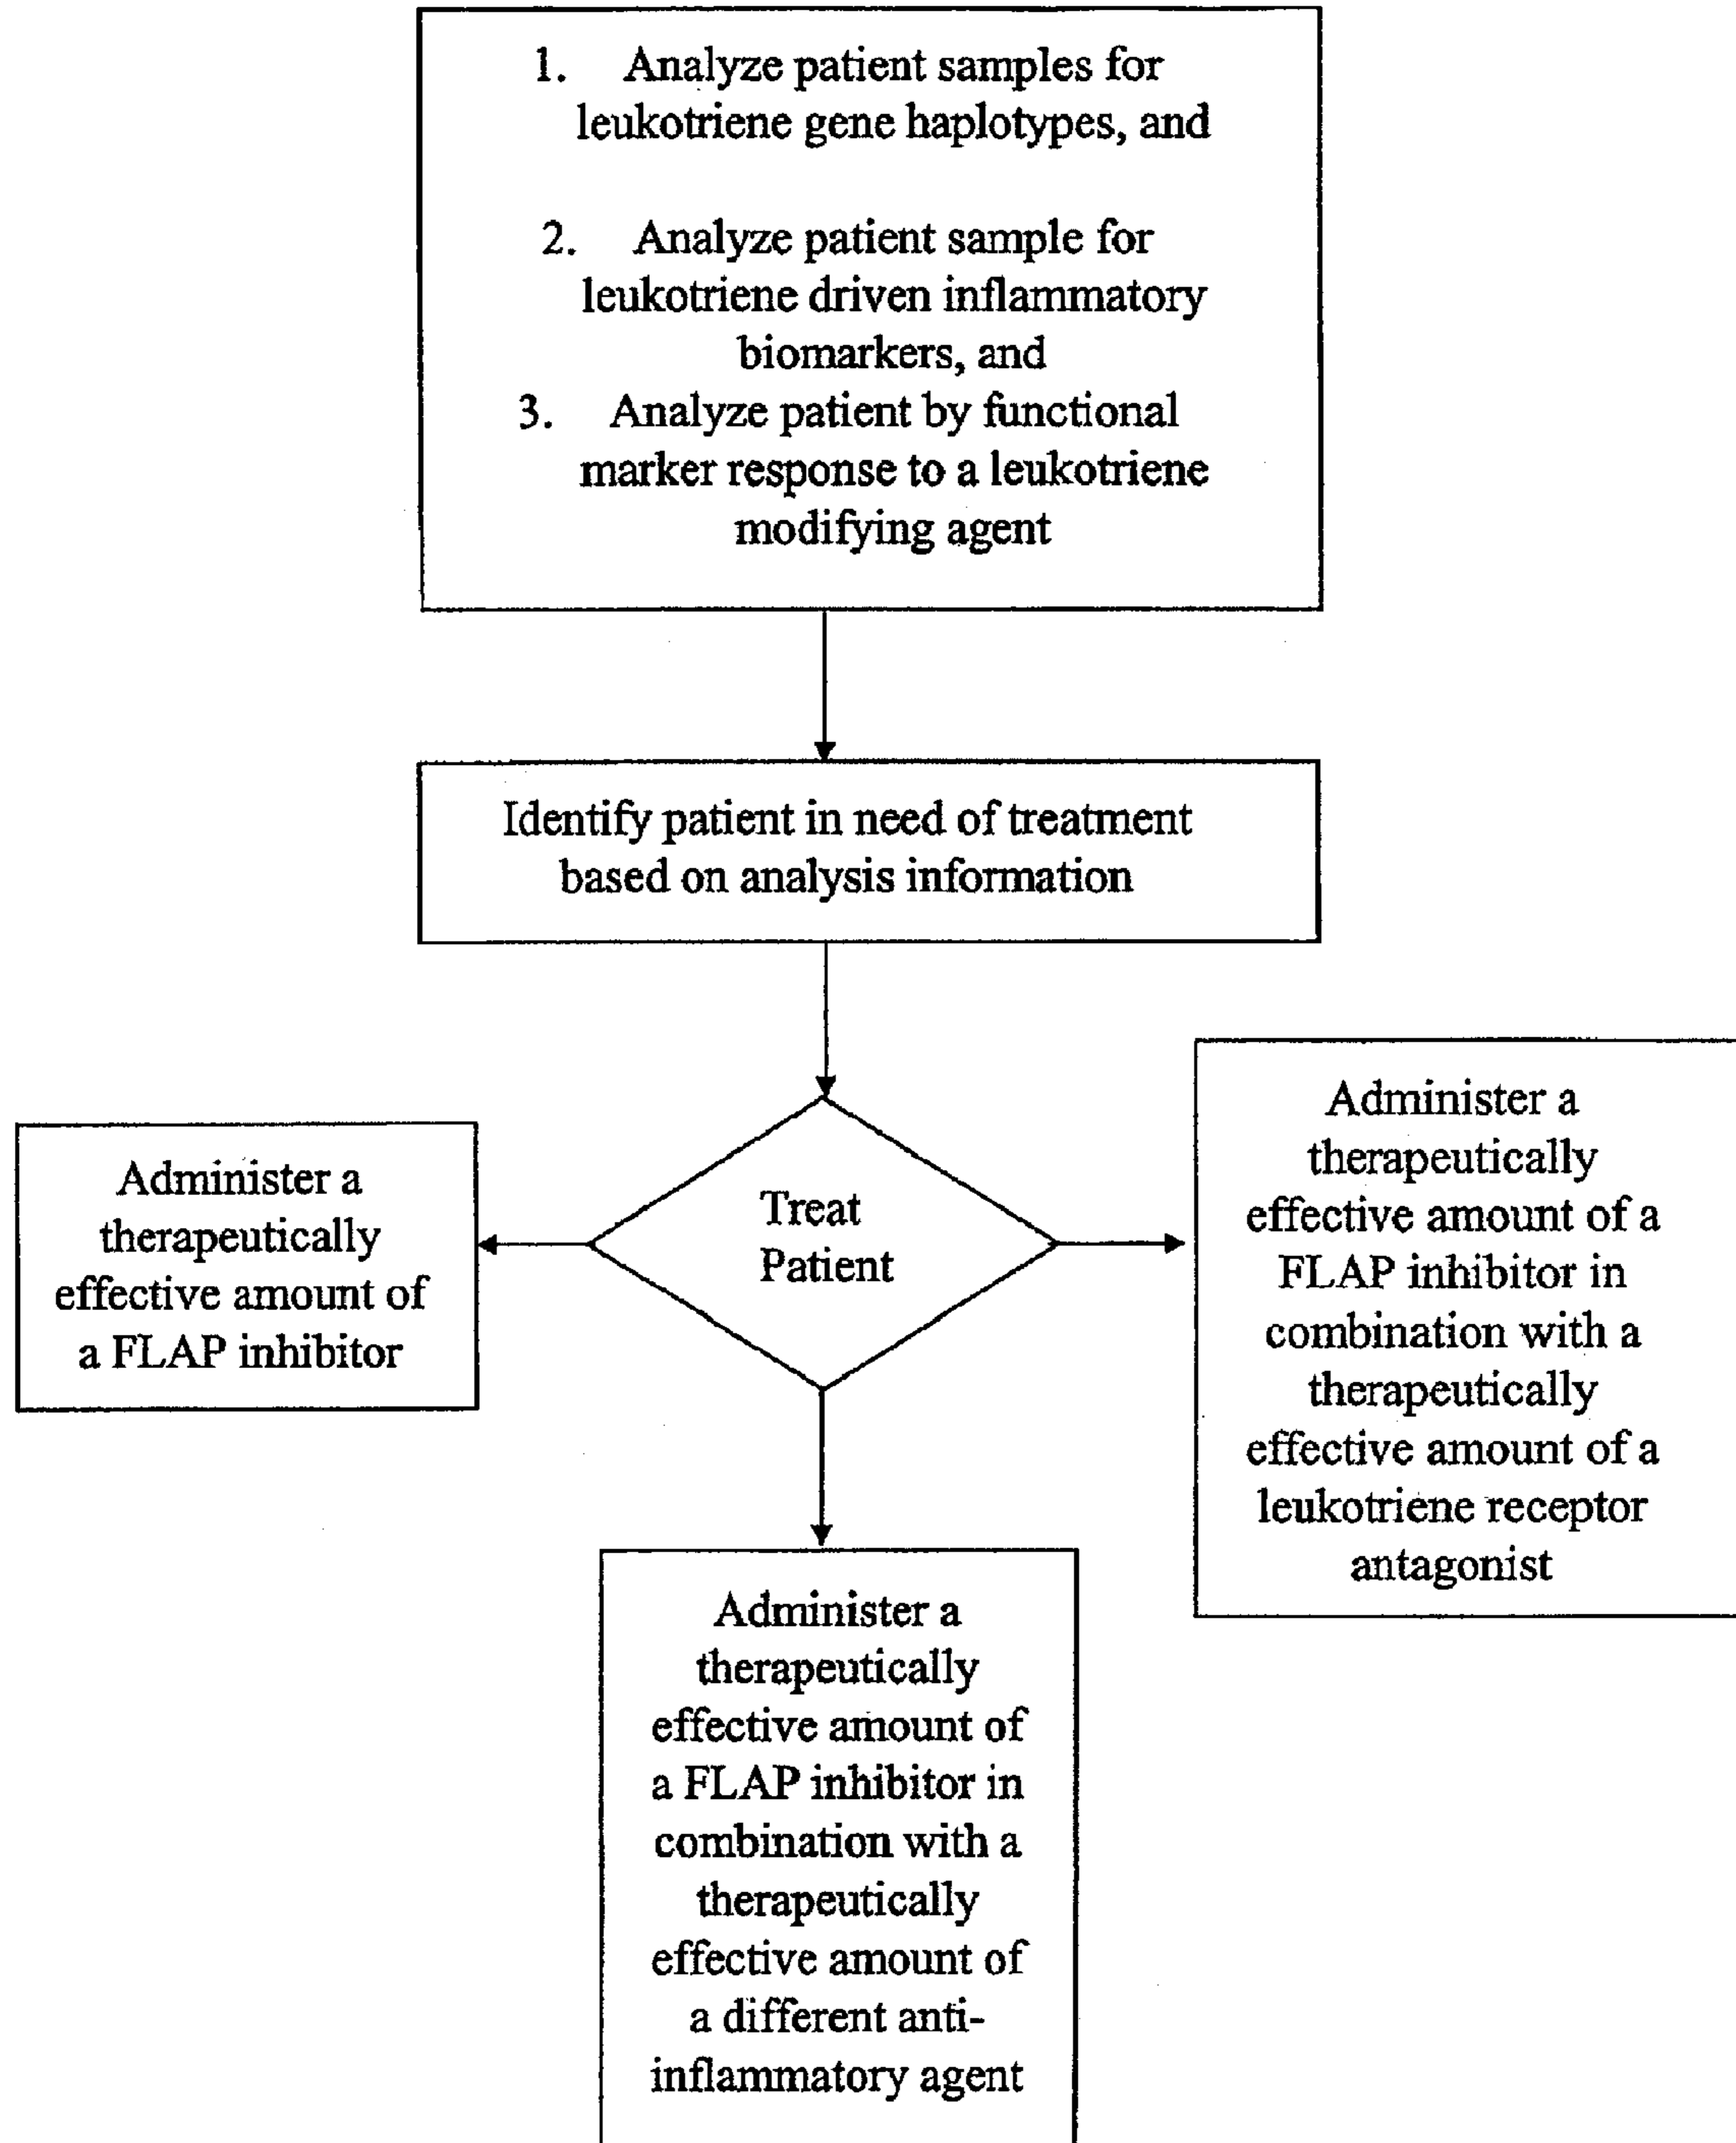 1. Analyze patient samples for
leukotriene gene haplotypes, and
2. Analyze patient sample for
leukotriene driven inflammatory
biomarkers, and
3. Analyze patient by functional
marker response to a leukotriene
modifying agent
Identify patient in need of treatment
based on analysis information
Treat
Patient
Administer a
therapeutically
effective amount of
a FLAP inhibitor
Administer a
therapeutically
effective amount of a
FLAP inhibitor in
combination with a
therapeutically
effective amount of a
leukotriene receptor
antagonist
Administer a
therapeutically
effective amount of
a FLAP inhibitor in
combination with a
therapeutically
effective amount of
a different anti-
inflammatory agent